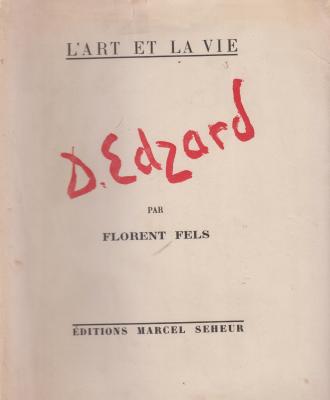 L'ART ET LA VIE
D. Edzard
PAR
FLORENT FELS
ÉDITIONS MARCEL SEHEUR